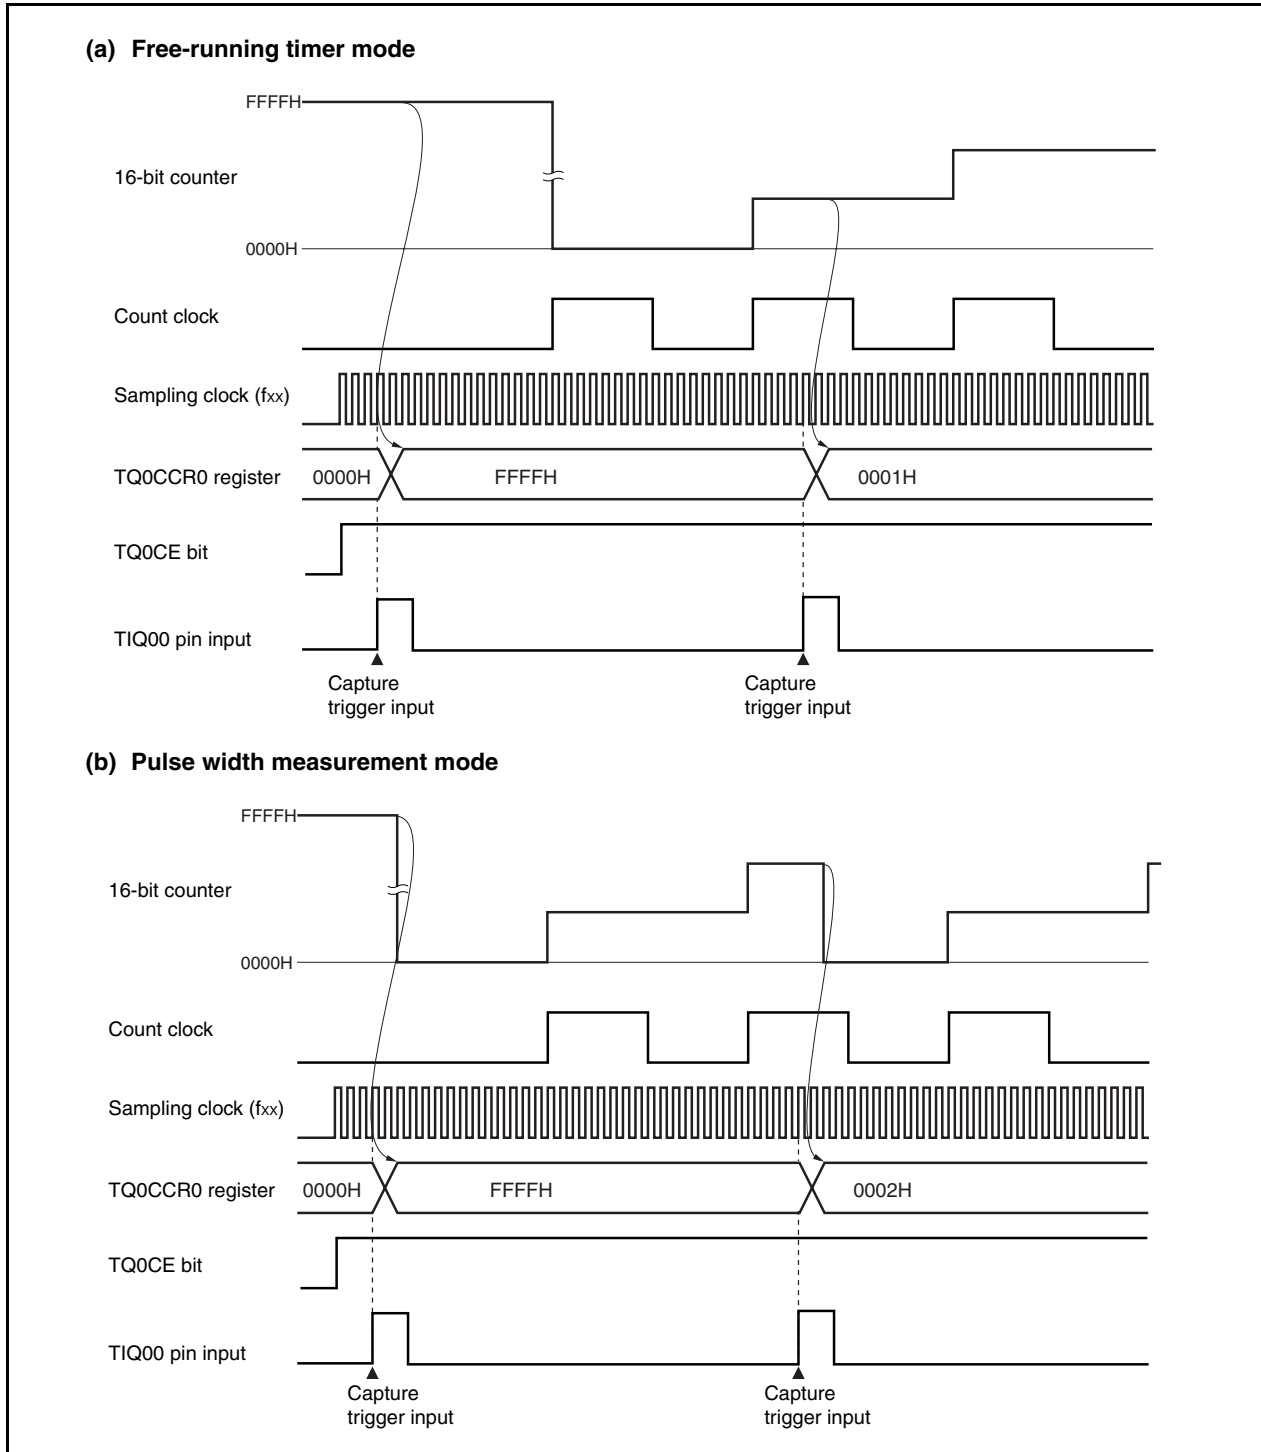 (a) Free-running timer mode
FFFFH
16-bit counter
0000H
Count clock
Sampling clock (fxx)
TQ0CCR0 register
0000H
FFFFH
0001H
TQ0CE bit
TIQ00 pin input
Capture
trigger input
Capture
trigger input
(b) Pulse width measurement mode
FFFFH
16-bit counter
0000H
Count clock
Sampling clock (fxx)
TQ0CCR0 register
0000H
FFFFH
0002H
TQ0CE bit
TIQ00 pin input
Capture
trigger input
Capture
trigger input